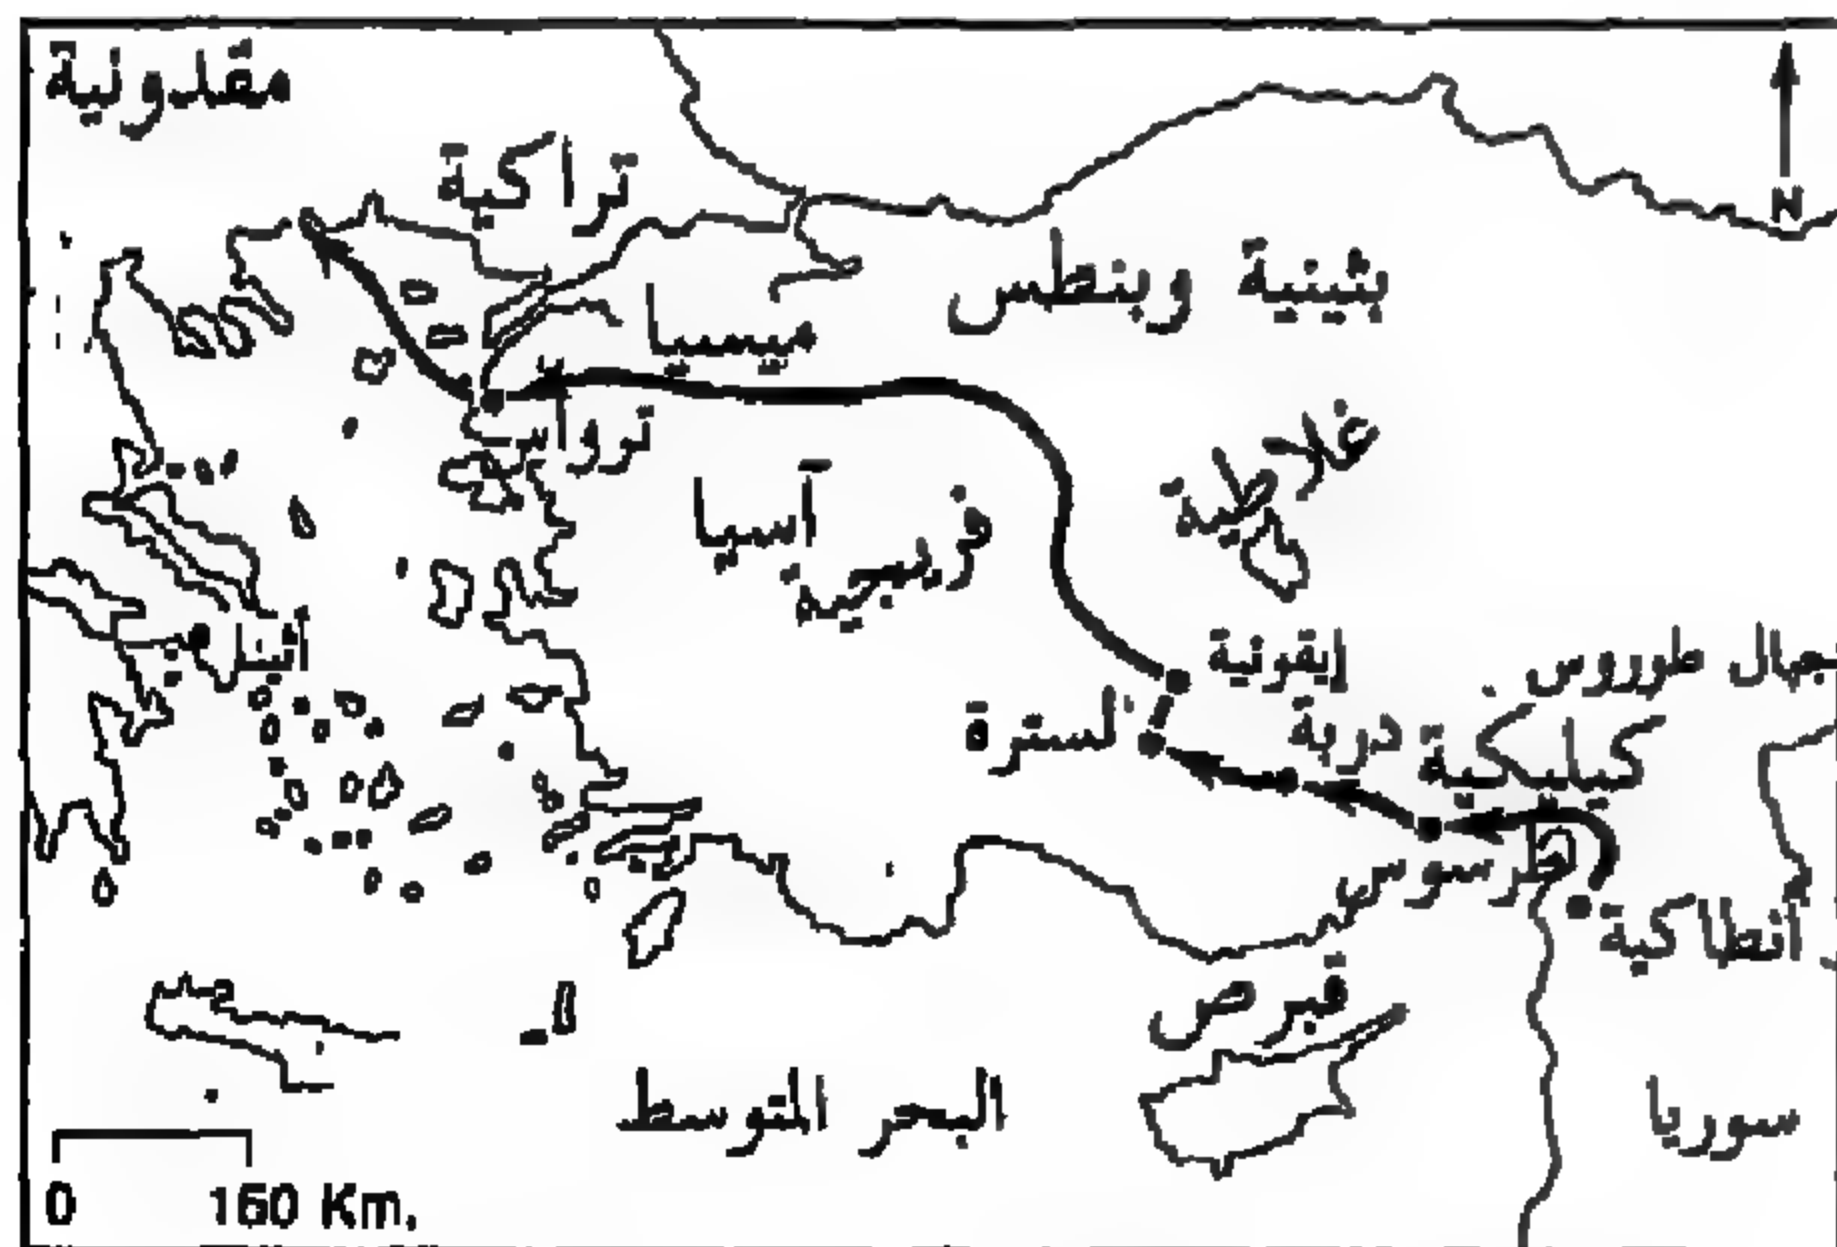 مقدونية
تراكية
N
بثينية وبنطس
ميسيا
ترواس
غلاطية
آسيا
فريجية
أثينا
إيقونية
جبال طوروس
لسترة
دربة
كيليكية
طرسوس
أنطاكية
قبرص
البحر المتوسط
سوريا
0 160 Km.